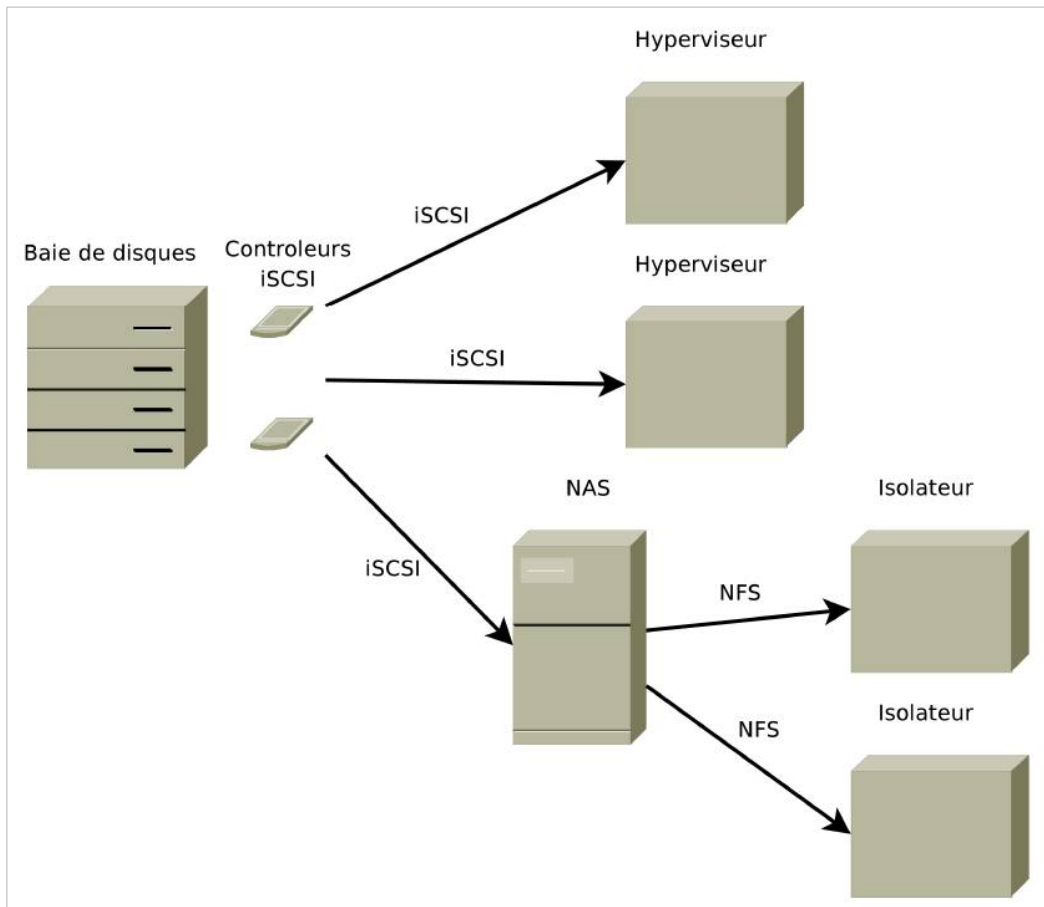 Hyperviseur
iSCSI
Baie de disques
Controleurs
iSCSI
Hyperviseur
iSCSI
iSCSI
NAS
Isolateur
NFS
NFS
Isolateur